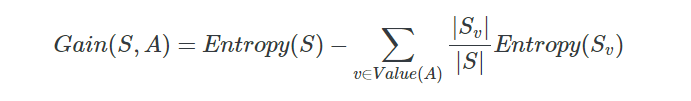 Gain(S, A) = Entropy(S) − ∑_{v∈Value(A)} |S_v|/|S| Entropy(S_v)